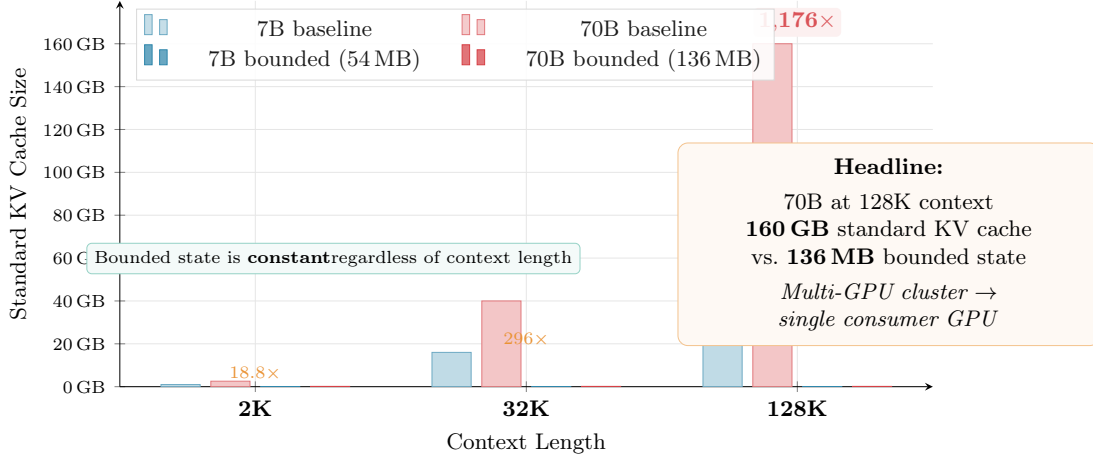 1,176×
7B baseline
70B baseline
7B bounded (54 MB)
70B bounded (136 MB)
Standard KV Cache Size
160 GB
140 GB
120 GB
100 GB
80 GB
60 G
40 GB
20 GB
0 GB
Headline:
70B at 128K context
160 GB standard KV cache
vs. 136 MB bounded state
Multi-GPU cluster →
single consumer GPU
Bounded state is constantregardless of context length
296×
18.8×
2K
32K
128K
Context Length